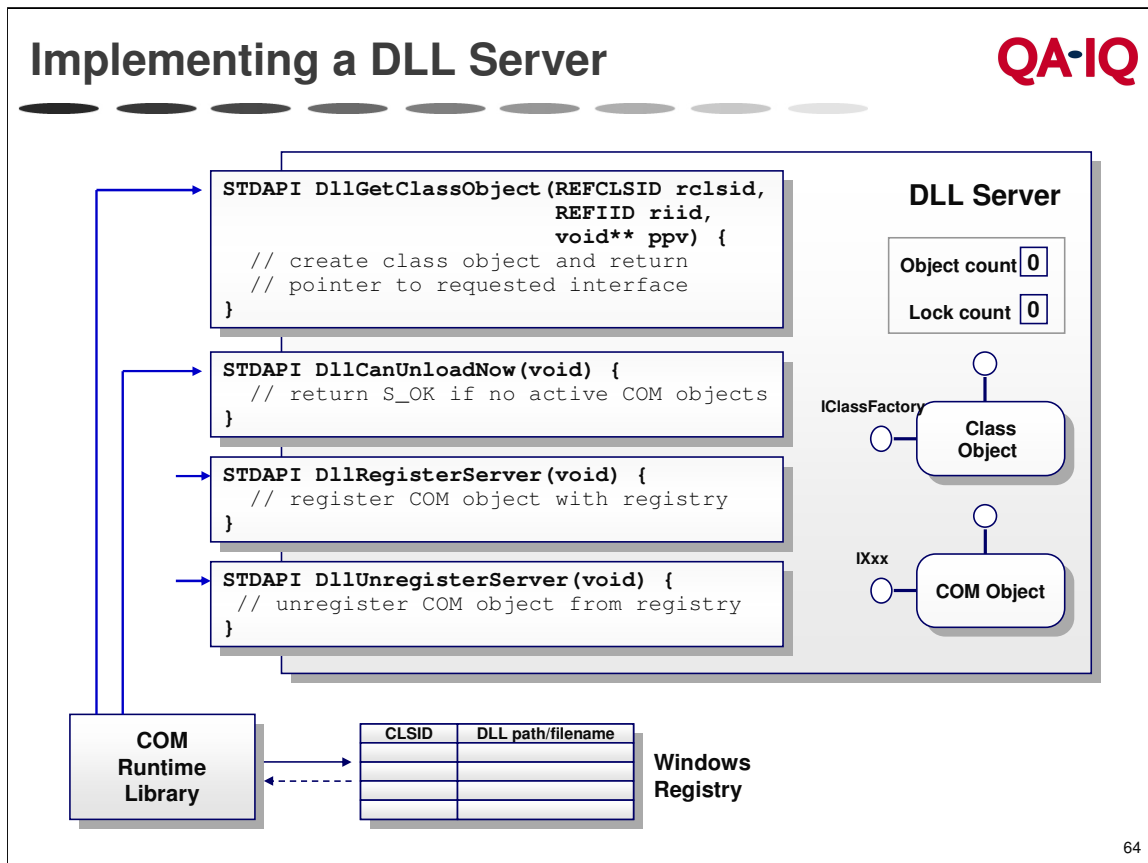 Implementing a DLL Server
QA-IQ
STDAPI DllGetClassObject(REFCLSID rclsid,
REFIID riid,
void** ppv) {
// create class object and return
// pointer to requested interface
}
STDAPI DllCanUnloadNow(void) {
// return S_OK if no active COM objects
}
STDAPI DllRegisterServer(void) {
// register COM object with registry
}
STDAPI DllUnregisterServer(void) {
// unregister COM object from registry
}
DLL Server
Object count 0
Lock count 0
IClassFactory
Class
Object
IXxx
COM Object
COM
Runtime
Library
CLSID DLL path/filename
Windows
Registry
64